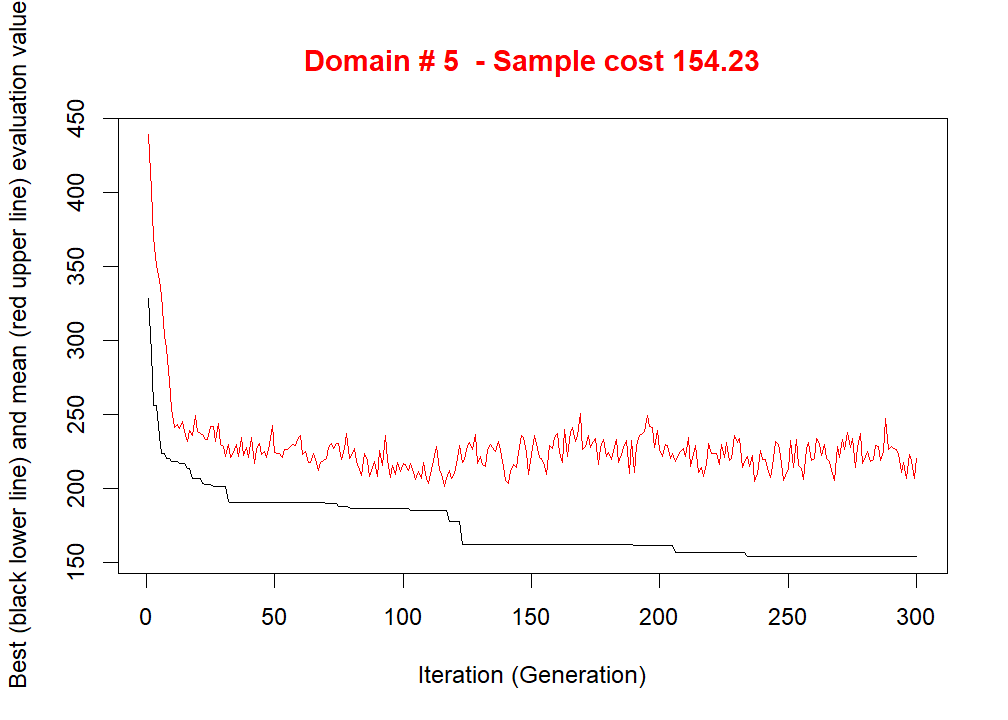 Domain # 5  - Sample cost 154.23
Best (black lower line) and mean (red upper line) evaluation value
450
400
350
300
250
200
150
0 50 100 150 200 250 300
Iteration (Generation)